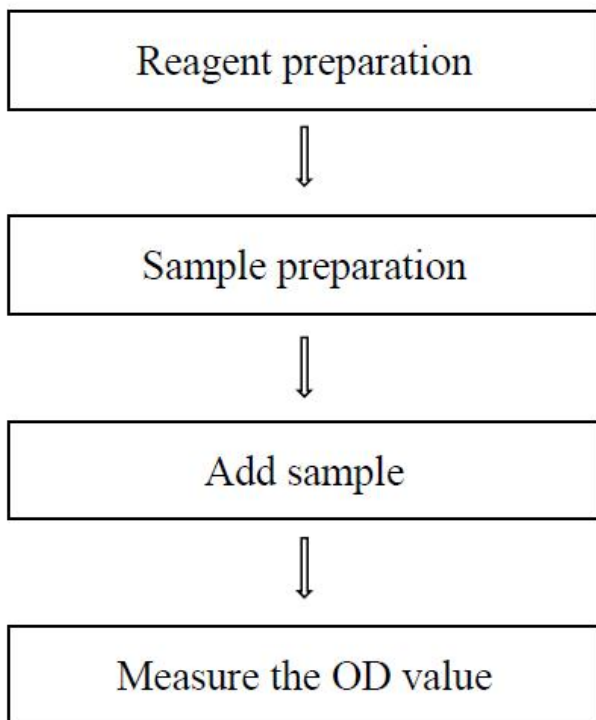 Reagent preparation
Sample preparation
Add sample
Measure the OD value